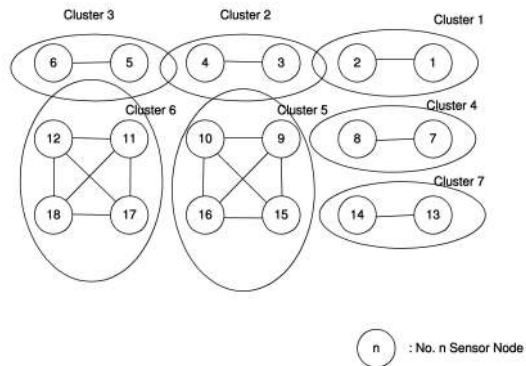 Cluster 3
Cluster 2
Cluster 1
6
5
4
3
2
1
Cluster 6
Cluster 5
Cluster 4
12
11
10
9
8
7
Cluster 7
18
17
16
15
14
13
n
: No. n Sensor Node